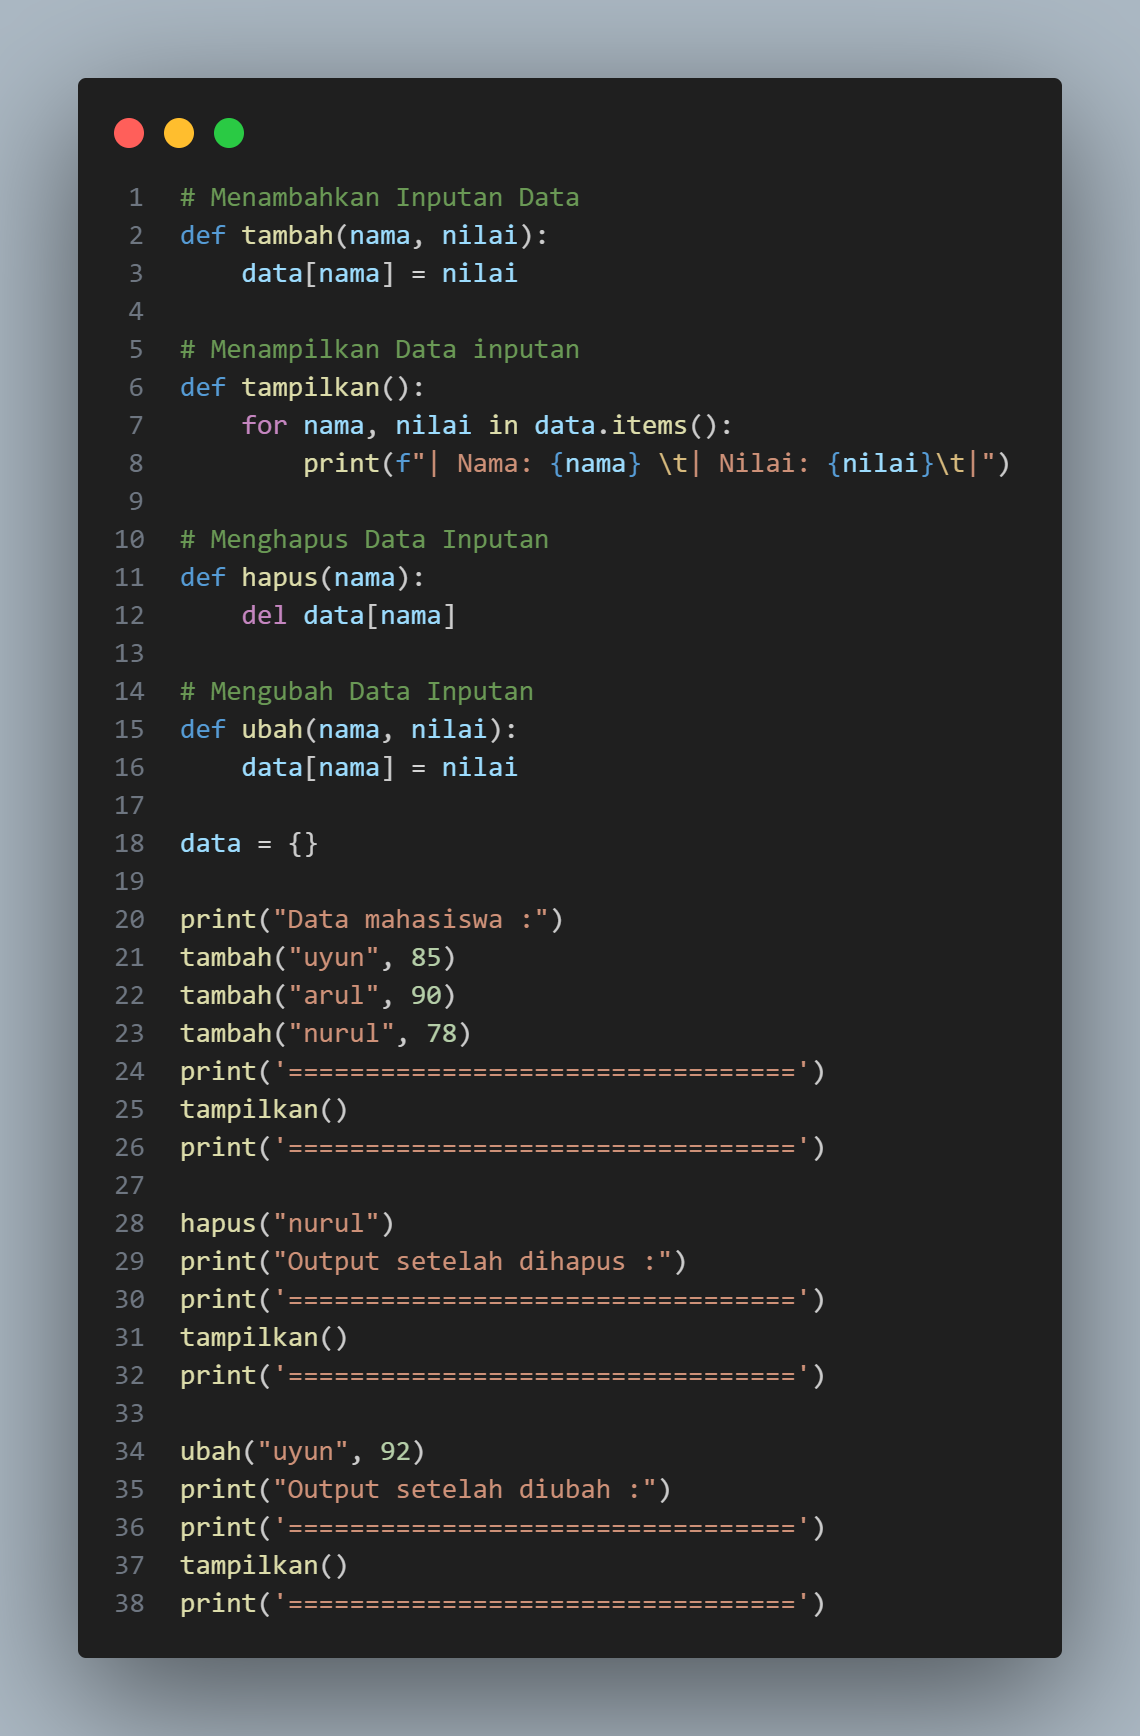 1 # Menambahkan Inputan Data
2 def tambah(nama, nilai):
3     data[nama] = nilai
4
5 # Menampilkan Data inputan
6 def tampilkan():
7     for nama, nilai in data.items():
8         print(f"| Nama: {nama} \t| Nilai: {nilai}\t|")
9
10 # Menghapus Data Inputan
11 def hapus(nama):
12     del data[nama]
13
14 # Mengubah Data Inputan
15 def ubah(nama, nilai):
16     data[nama] = nilai
17
18 data = {}
19
20 print("Data mahasiswa :")
21 tambah("uyun", 85)
22 tambah("arul", 90)
23 tambah("nurul", 78)
24 print('=================================')
25 tampilkan()
26 print('=================================')
27
28 hapus("nurul")
29 print("Output setelah dihapus :")
30 print('=================================')
31 tampilkan()
32 print('=================================')
33
34 ubah("uyun", 92)
35 print("Output setelah diubah :")
36 print('=================================')
37 tampilkan()
38 print('=================================')